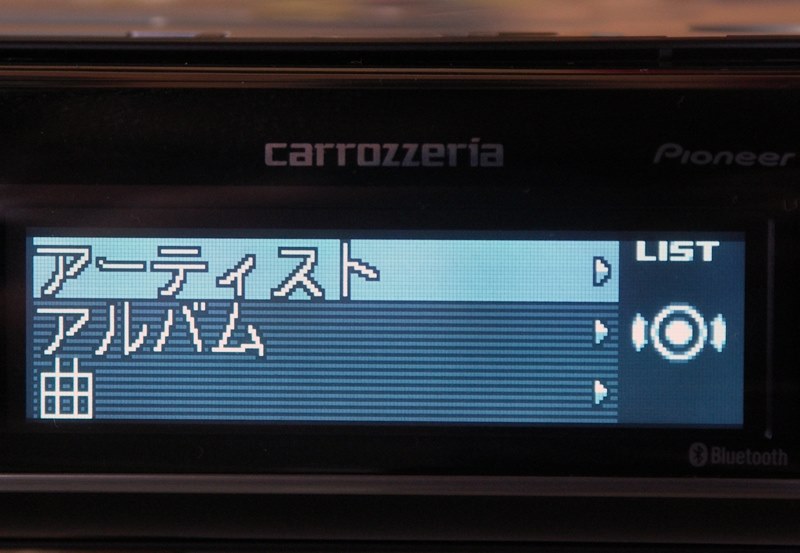 carrozzeria
Pioneer
アーティスト
LIST
アルバム
曲
Bluetooth